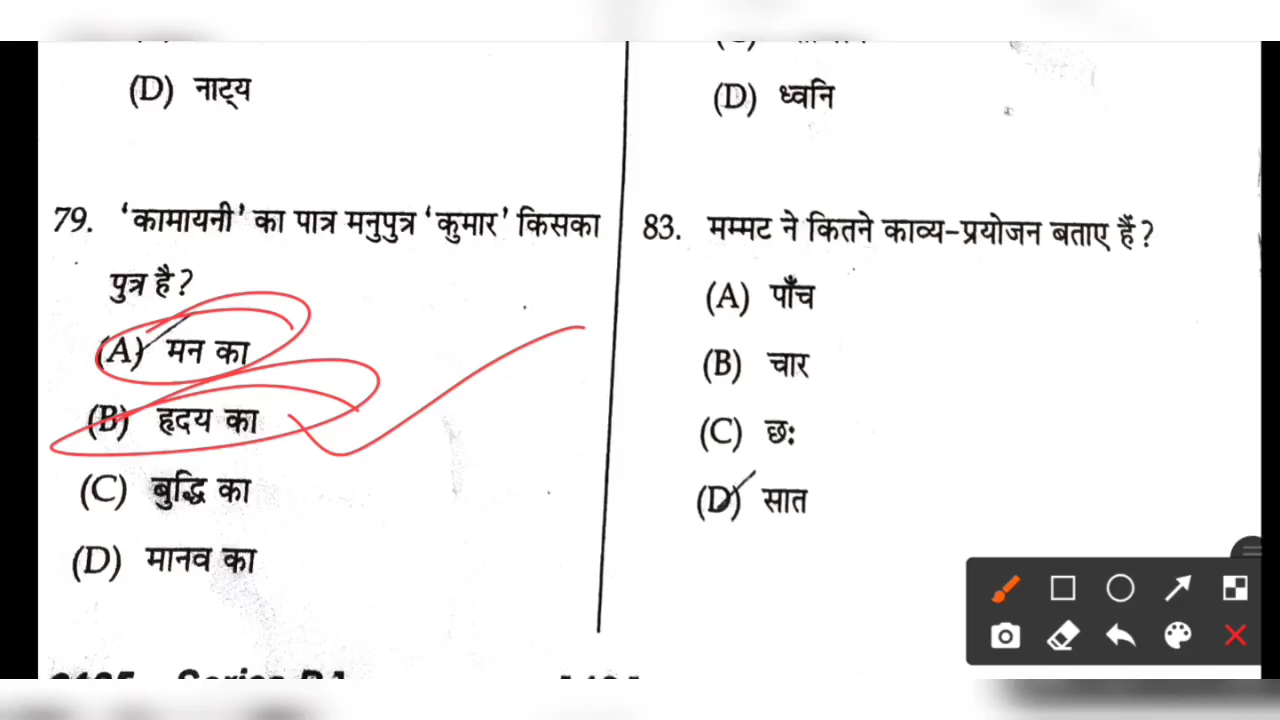 (D) नाट्य
79. 'कामायनी' का पात्र मनुपुत्र 'कुमार' किसका
पुत्र है?
(A) मन का
(B) हृदय का
(C) बुद्धि का
(D) मानव का
(D) ध्वनि
83. मम्मट ने कितने काव्य-प्रयोजन बताए हैं?
(A) पाँच
(B) चार
(C) छः
(D) सात